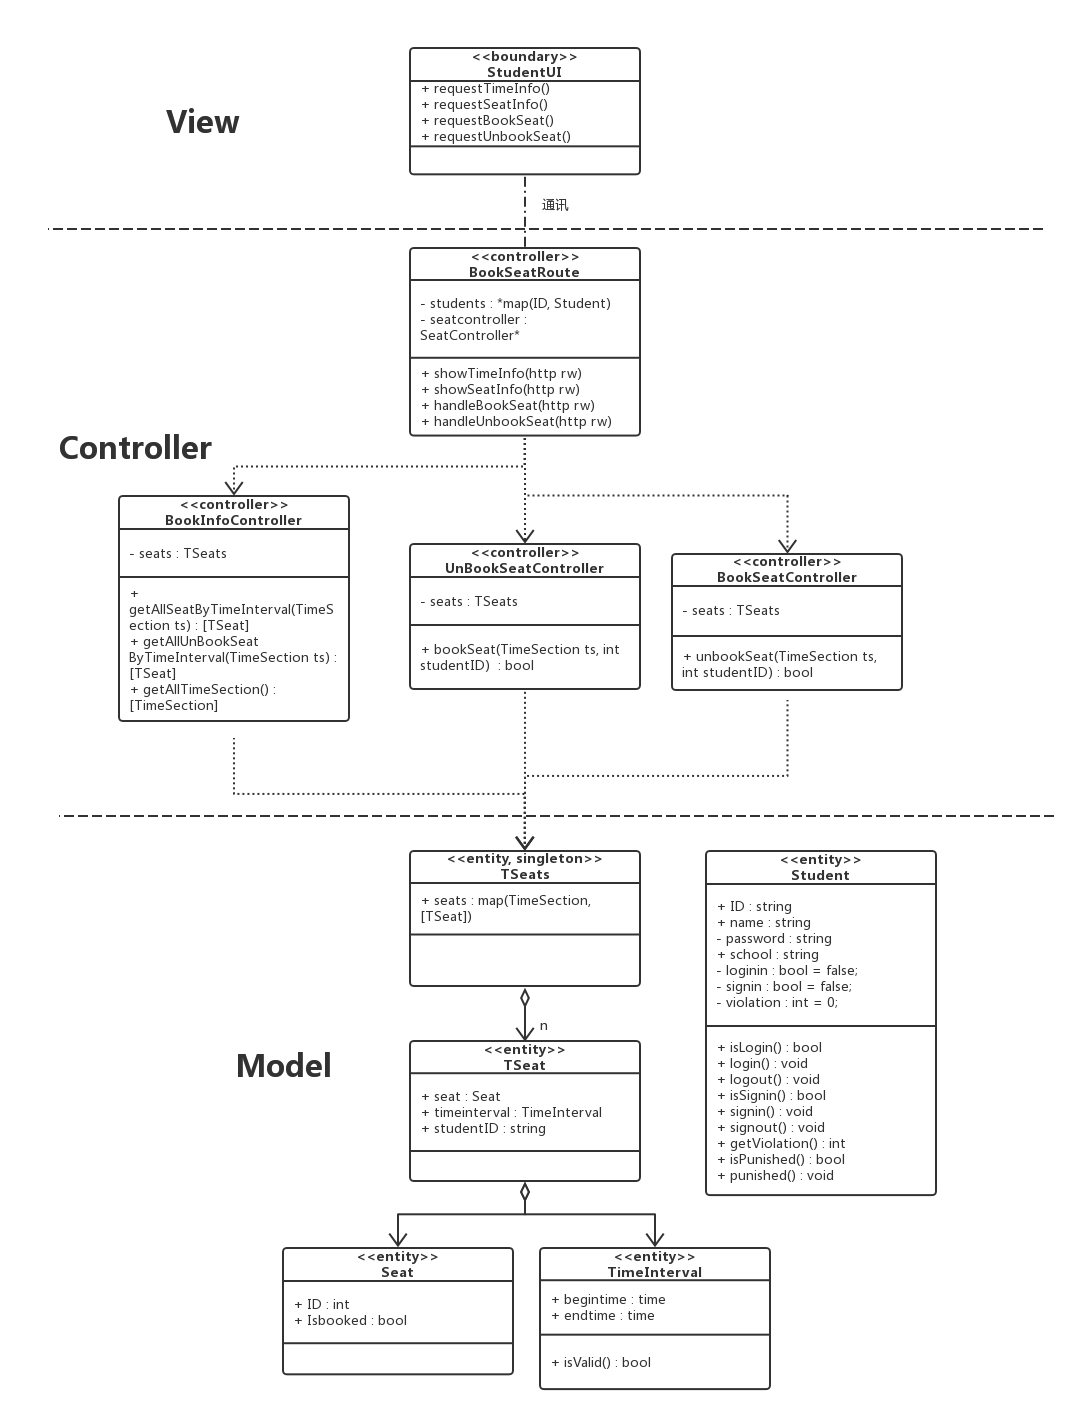 <<boundary>>
StudentUI
+ requestTimeInfo()
+ requestSeatInfo()
+ requestBookSeat()
+ requestUnbookSeat()
View
通讯
<<controller>>
BookSeatRoute
- students : *map(ID, Student)
- seatcontroller :
SeatController*
+ showTimeInfo(http rw)
+ showSeatInfo(http rw)
+ handleBookSeat(http rw)
+ handleUnbookSeat(http rw)
Controller
<<controller>>
BookInfoController
- seats : TSeats
+
getAllSeatByTimeInterval(TimeS
ection ts) : [TSeat]
+ getAllUnBookSeat
ByTimeInterval(TimeSection ts) :
[TSeat]
+ getAllTimeSection() :
[TimeSection]
<<controller>>
UnBookSeatController
- seats : TSeats
+ bookSeat(TimeSection ts, int
studentID)  : bool
<<controller>>
BookSeatController
- seats : TSeats
+ unbookSeat(TimeSection ts,
int studentID) : bool
<<entity, singleton>>
TSeats
+ seats : map(TimeSection,
[TSeat])
<<entity>>
Student
+ ID : string
+ name : string
- password : string
+ school : string
- loginin : bool = false;
- signin : bool = false;
- violation : int = 0;
+ isLogin() : bool
+ login() : void
+ logout() : void
+ isSignin() : bool
+ signin() : void
+ signout() : void
+ getViolation() : int
+ isPunished() : bool
+ punished() : void
n
Model
<<entity>>
TSeat
+ seat : Seat
+ timeinterval : TimeInterval
+ studentID : string
<<entity>>
Seat
+ ID : int
+ Isbooked : bool
<<entity>>
TimeInterval
+ begintime : time
+ endtime : time
+ isValid() : bool